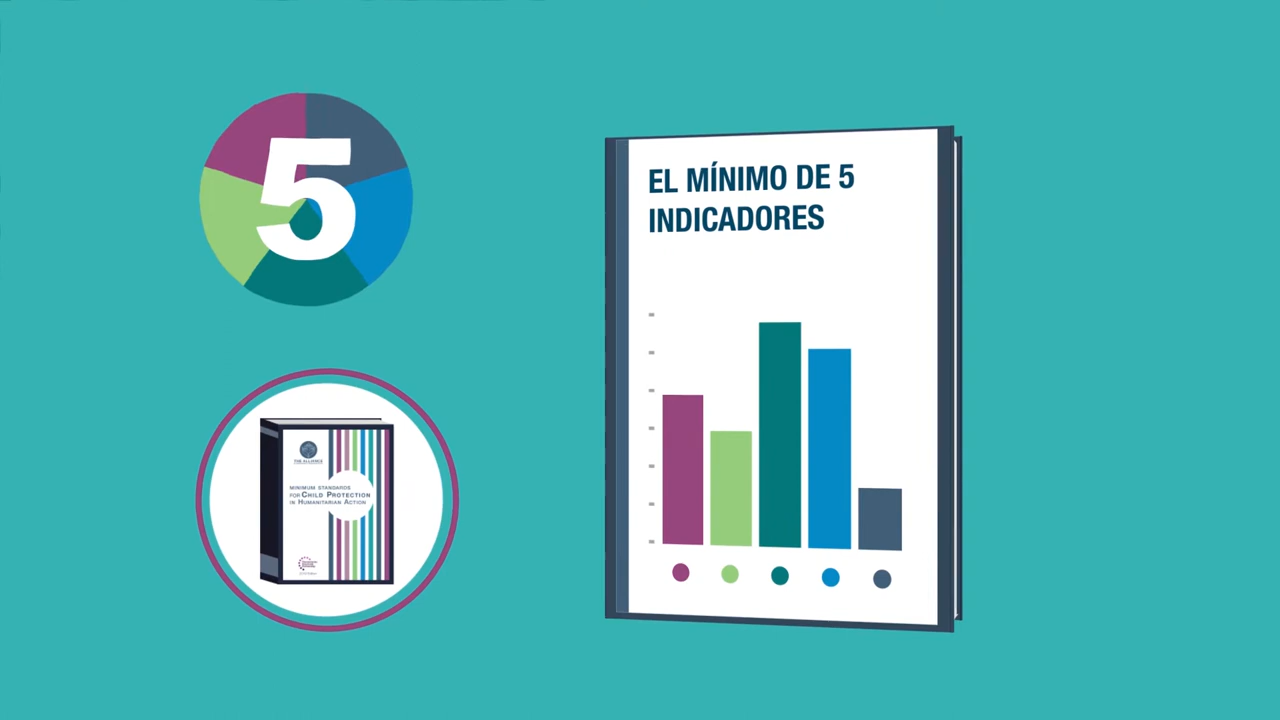 5
EL MÍNIMO DE 5
INDICADORES
THE ALLIANCE
MINIMUM STANDARDS
FOR CHILD PROTECTION
IN HUMANITARIAN ACTION